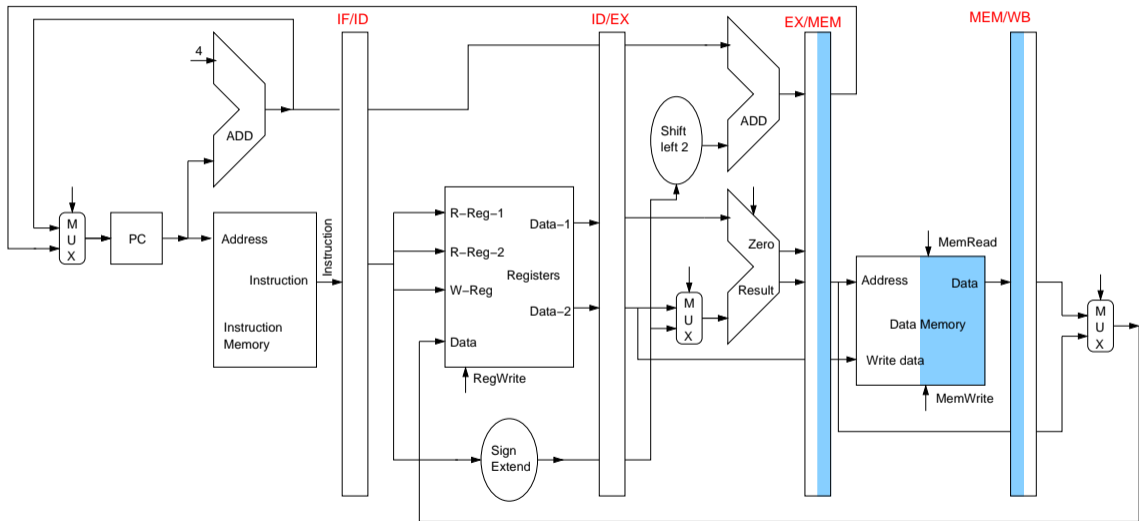 IF/ID
ID/EX
EX/MEM
MEM/WB
4
ADD
ADD
Shift
left 2
M
U
X
PC
Address
Instruction
Instruction
Memory
Instruction
R-Reg-1
R-Reg-2
W-Reg
Data
Data-1
Registers
Data-2
RegWrite
Sign
Extend
M
U
X
Zero
Result
MemRead
Address
Data
Data Memory
Write data
MemWrite
M
U
X